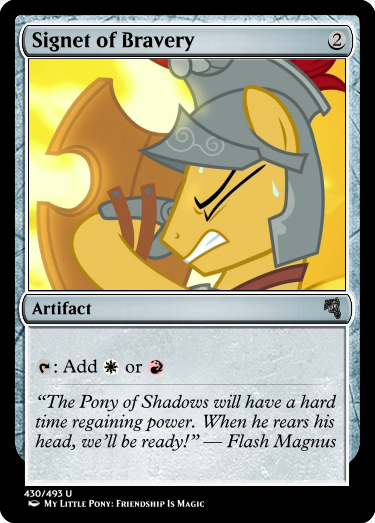 Signet of Bravery 2
Artifact
: Add or
“The Pony of Shadows will have a hard
time regaining power. When he rears his
head, we’ll be ready!” — Flash Magnus
430/493 U
My Little Pony: Friendship Is Magic